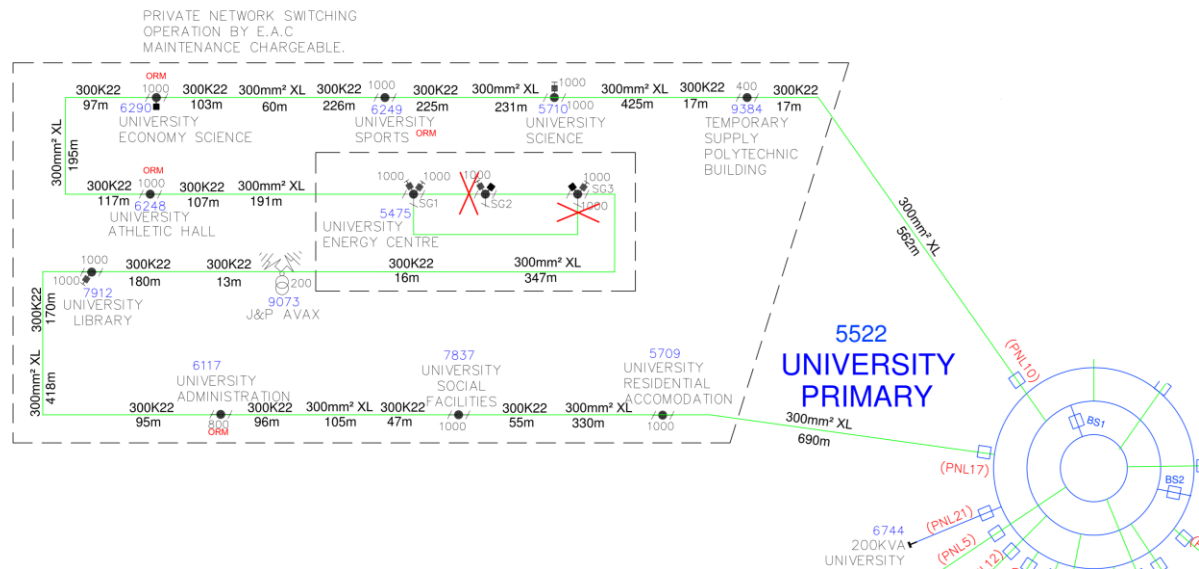 PRIVATE NETWORK SWITCHING
OPERATION BY E.A.C
MAINTENANCE CHARGEABLE.
ORM
300K22
97m
1000
6290
UNIVERSITY
ECONOMY SCIENCE
300K22
103m
300mm² XL
60m
300K22
226m
1000
6249
UNIVERSITY
SPORTS
ORM
300K22
225m
300mm² XL
231m
1000
1000
5710
UNIVERSITY
SCIENCE
300mm² XL
425m
300K22
17m
400
9384
TEMPORARY
SUPPLY
POLYTECHNIC
BUILDING
300K22
17m
300mm² XL
195m
ORM
300K22
117m
1000
6248
UNIVERSITY
ATHLETIC HALL
300K22
107m
300mm² XL
191m
1000
1000
1000
SG1
5475
UNIVERSITY
ENERGY CENTRE
1000
SG2
1000
SG3
1000
300mm² XL
562m
1000
1000
7912
UNIVERSITY
LIBRARY
300K22
180m
300K22
13m
200
9073
J&P AVAX
300K22
16m
300mm² XL
347m
300K22
170m
300mm² XL
418m
6117
UNIVERSITY
ADMINISTRATION
800
ORM
300K22
95m
300K22
96m
300mm² XL
105m
300K22
47m
7837
UNIVERSITY
SOCIAL
FACILITIES
1000
300K22
55m
300mm² XL
330m
5709
UNIVERSITY
RESIDENTIAL
ACCOMODATION
1000
300mm² XL
690m
5522
UNIVERSITY
PRIMARY
(PNL10)
(PNL17)
BS1
BS2
(PNL21)
6744
200KVA
UNIVERSITY
(PNL5)